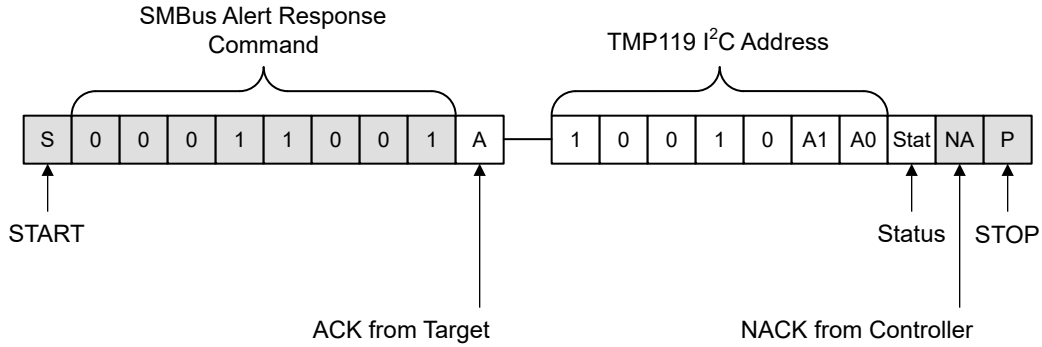 SMBus Alert Response
Command
TMP119 I²C Address
S 0 0 0 1 1 0 0 1 A 1 0 0 1 0 A1 A0 Stat NA P
START
Status
STOP
ACK from Target
NACK from Controller